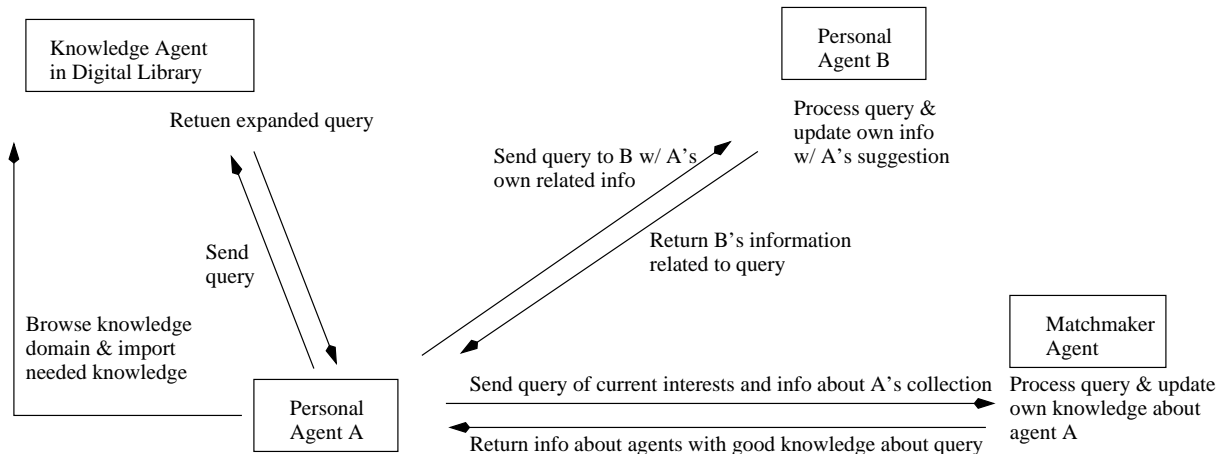 Knowledge Agent
in Digital Library
Retuen expanded query
Personal
Agent B
Process query &
update own info
w/ A's suggestion
Send query to B w/ A's
own related info
Return B's information
related to query
Send
query
Browse knowledge
domain & import
needed knowledge
Personal
Agent A
Send query of current interests and info about A's collection
Return info about agents with good knowledge about query
Matchmaker
Agent
Process query & update
own knowledge about
agent A